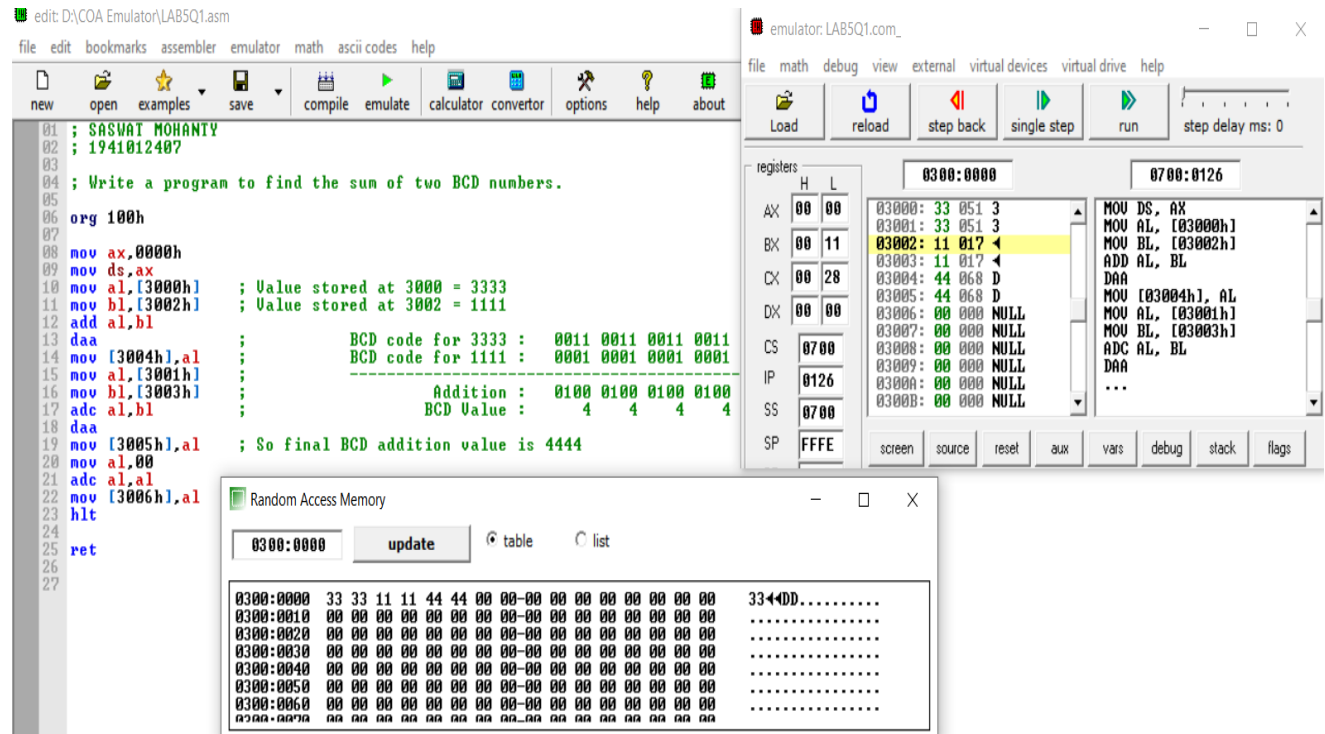 edit: D:\COA Emulator\LAB5Q1.asm
file edit bookmarks assembler emulator math ascii codes help
new open examples save compile emulate calculator convertor options help about
01 ; SASWAT MOHANTY
02 ; 1941012407
03
04 ; Write a program to find the sum of two BCD numbers.
05
06 org 100h
07
08 mov ax,0000h
09 mov ds,ax
10 mov al,[3000h] ; Value stored at 3000 = 3333
11 mov bl,[3002h] ; Value stored at 3002 = 1111
12 add al,bl
13 daa ; BCD code for 3333 : 0011 0011 0011 0011
14 mov [3004h],al ; BCD code for 1111 : 0001 0001 0001 0001
15 mov al,[3001h] ; ----------------------------------
16 mov bl,[3003h] ; Addition : 0100 0100 0100 0100
17 adc al,bl ; BCD Value : 4 4 4 4
18 daa
19 mov [3005h],al ; So final BCD addition value is 4444
20 mov al,00
21 adc al,al
22 mov [3006h],al
23 hlt
24
25 ret
26
27
emulator: LAB5Q1.com_
file math debug view external virtual devices virtual drive help
Load reload step back single step run step delay ms: 0
registers
H L
AX 00 00
BX 00 11
CX 00 28
DX 00 00
CS 0700
IP 0126
SS 0700
SP FFFE
0300:0000
03000: 33 051 3
03001: 33 051 3
03002: 11 017 ◄
03003: 11 017 ◄
03004: 44 068 D
03005: 44 068 D
03006: 00 000 NULL
03007: 00 000 NULL
03008: 00 000 NULL
03009: 00 000 NULL
0300A: 00 000 NULL
0300B: 00 000 NULL
0700:0126
MOV DS, AX
MOV AL, [03000h]
MOV BL, [03002h]
ADD AL, BL
DAA
MOV [03004h], AL
MOV AL, [03001h]
MOV BL, [03003h]
ADC AL, BL
DAA
...
screen source reset aux vars debug stack flags
Random Access Memory
0300:0000 update table list
0300:0000 33 33 11 11 44 44 00 00-00 00 00 00 00 00 00 00 33◄◄DD..........
0300:0010 00 00 00 00 00 00 00 00-00 00 00 00 00 00 00 00 ................
0300:0020 00 00 00 00 00 00 00 00-00 00 00 00 00 00 00 00 ................
0300:0030 00 00 00 00 00 00 00 00-00 00 00 00 00 00 00 00 ................
0300:0040 00 00 00 00 00 00 00 00-00 00 00 00 00 00 00 00 ................
0300:0050 00 00 00 00 00 00 00 00-00 00 00 00 00 00 00 00 ................
0300:0060 00 00 00 00 00 00 00 00-00 00 00 00 00 00 00 00 ................
0300:0070 00 00 00 00 00 00 00 00-00 00 00 00 00 00 00 00